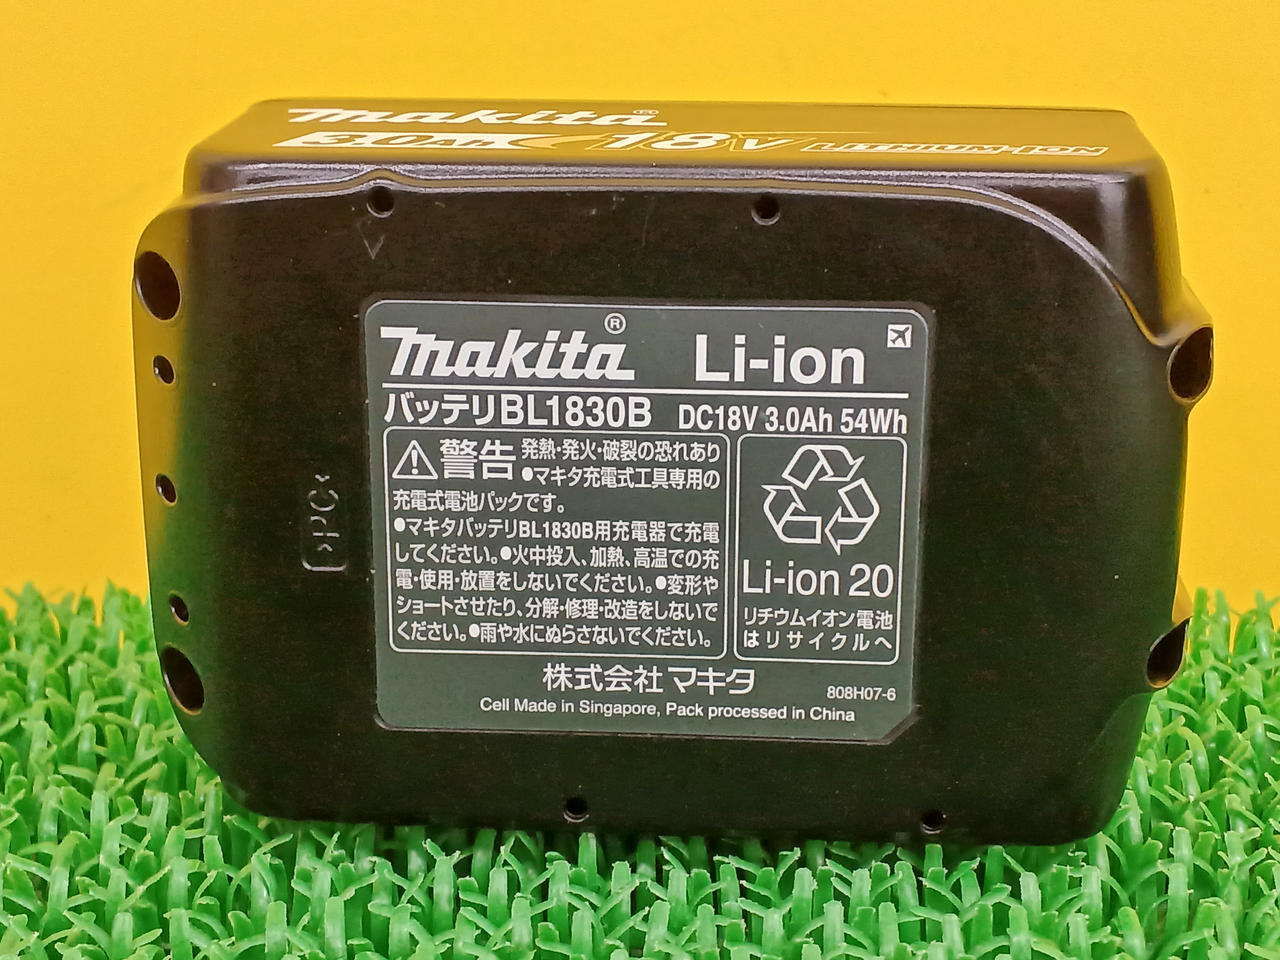 makita®
3.0Ah 18V LITHIUM-ION
makita® Li-ion
バッテリBL1830B DC18V 3.0Ah 54Wh
警告 発熱・発火・破裂の恐れあり
●マキタ充電式工具専用の
充電式電池パックです。
●マキタバッテリBL1830B用充電器で充電
してください。●火中投入、加熱、高温での充
電・使用・放置をしないでください。●変形や
ショートさせたり、分解・修理・改造をしないで
ください。●雨や水にぬらさないでください。
Li-ion 20
リチウムイオン電池
はリサイクルへ
株式会社マキタ
808H07-6
Cell Made in Singapore, Pack processed in China
>PC<